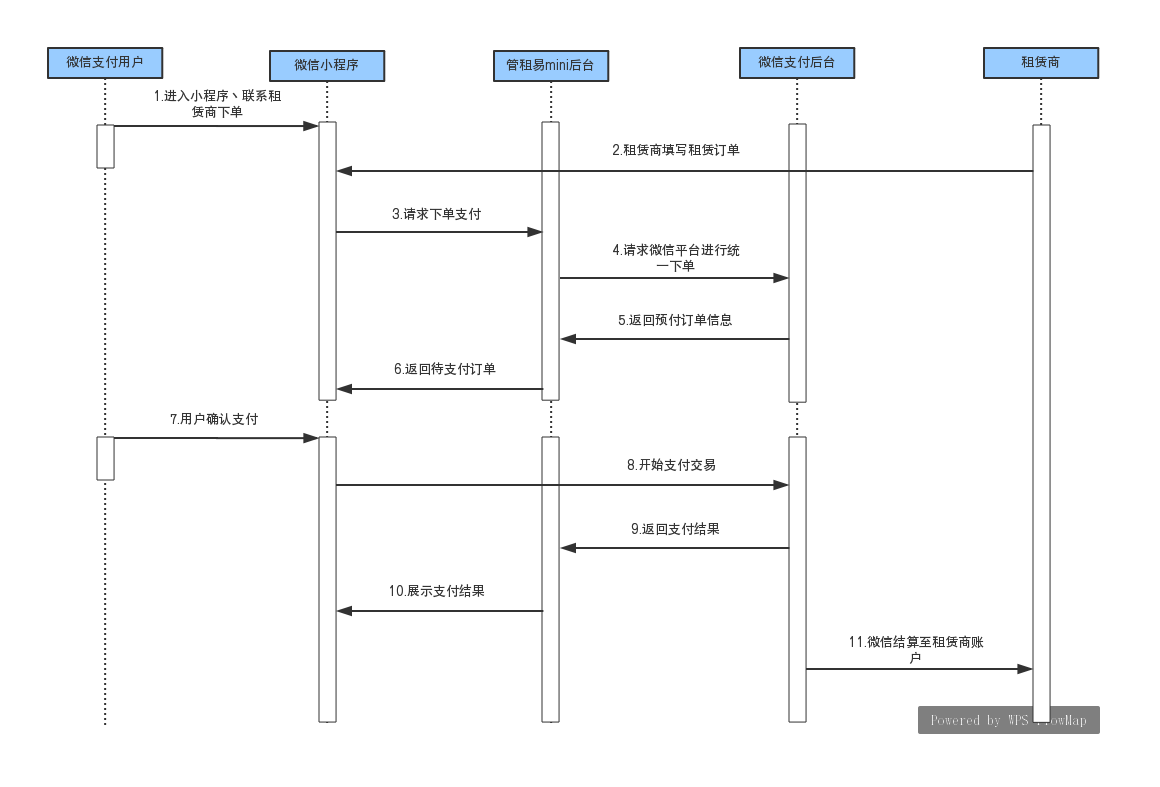 微信支付用户
微信小程序
管租易mini后台
微信支付后台
租赁商
1.进入小程序丶联系租
赁商下单
2.租赁商填写租赁订单
3.请求下单支付
4.请求微信平台进行统
一下单
5.返回预付订单信息
6.返回待支付订单
7.用户确认支付
8.开始支付交易
9.返回支付结果
10.展示支付结果
11.微信结算至租赁商账
户
Powered by WPS